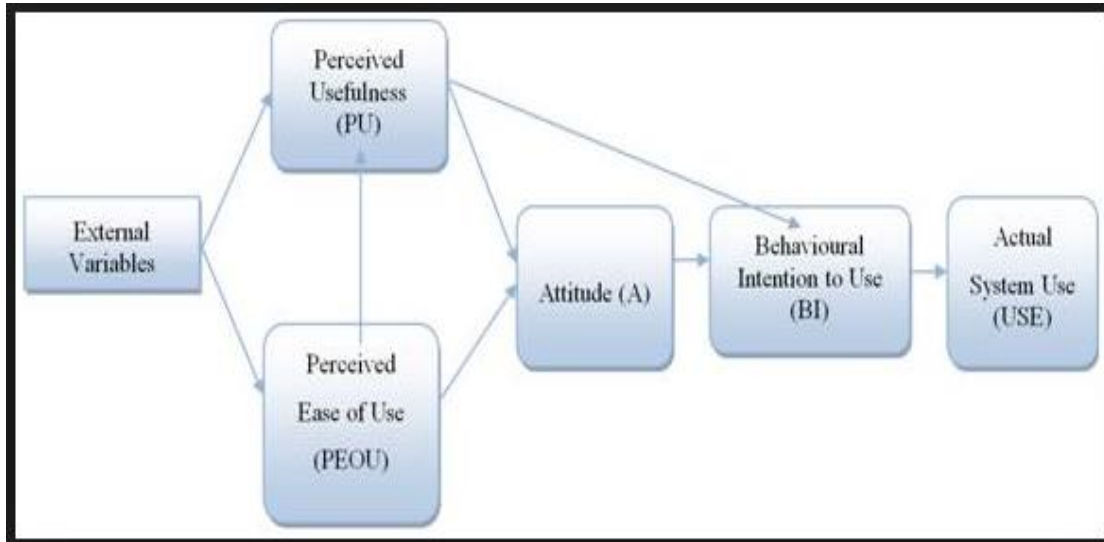 Perceived
Usefulness
(PU)
External
Variables
Perceived
Ease of Use
(PEOU)
Attitude (A)
Behavioural
Intention to Use
(BI)
Actual
System Use
(USE)